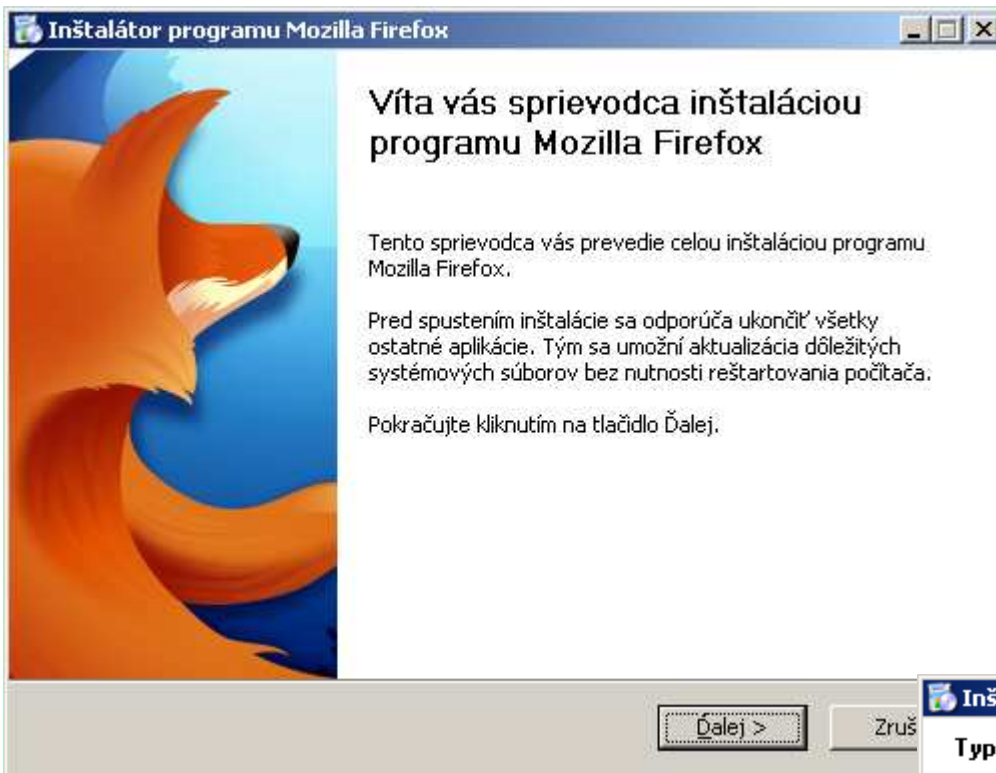 Inštalátor programu Mozilla Firefox
Víta vás sprievodca inštaláciou
programu Mozilla Firefox
Tento sprievodca vás prevedie celou inštaláciou programu
Mozilla Firefox.
Pred spustením inštalácie sa odporúča ukončiť všetky
ostatné aplikácie. Tým sa umožní aktualizácia dôležitých
systémových súborov bez nutnosti reštartovania počítača.
Pokračujte kliknutím na tlačidlo Ďalej.
Ďalej >
Zruš
Inš
Typ